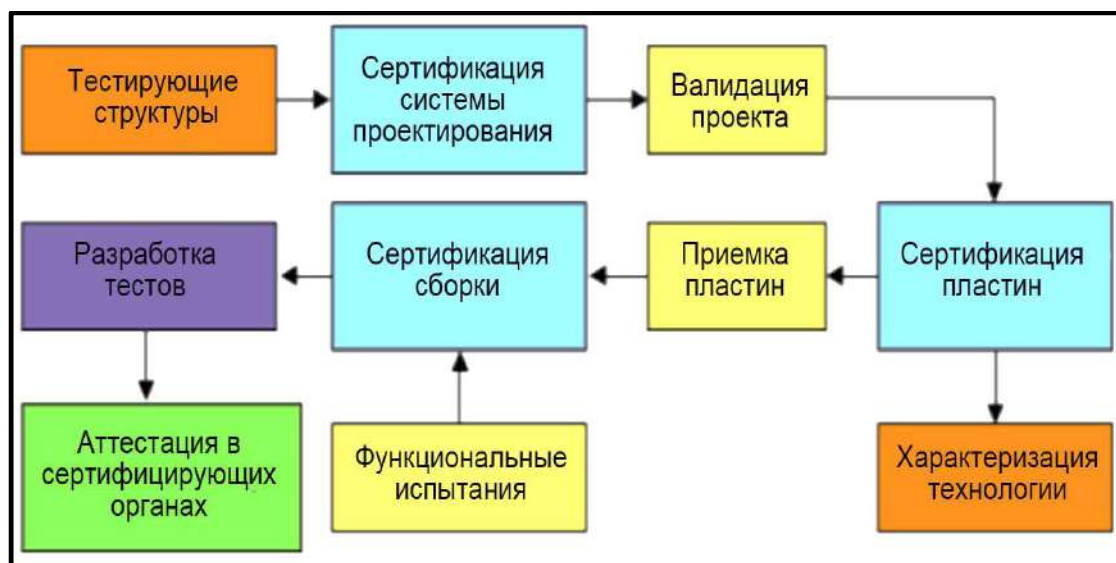 Тестирующие
структуры
Сертификация
системы
проектирования
Валидация
проекта
Разработка
тестов
Сертификация
сборки
Приемка
пластин
Сертификация
пластин
Аттестация в
сертифицирующих
органах
Функциональные
испытания
Характеризация
технологии